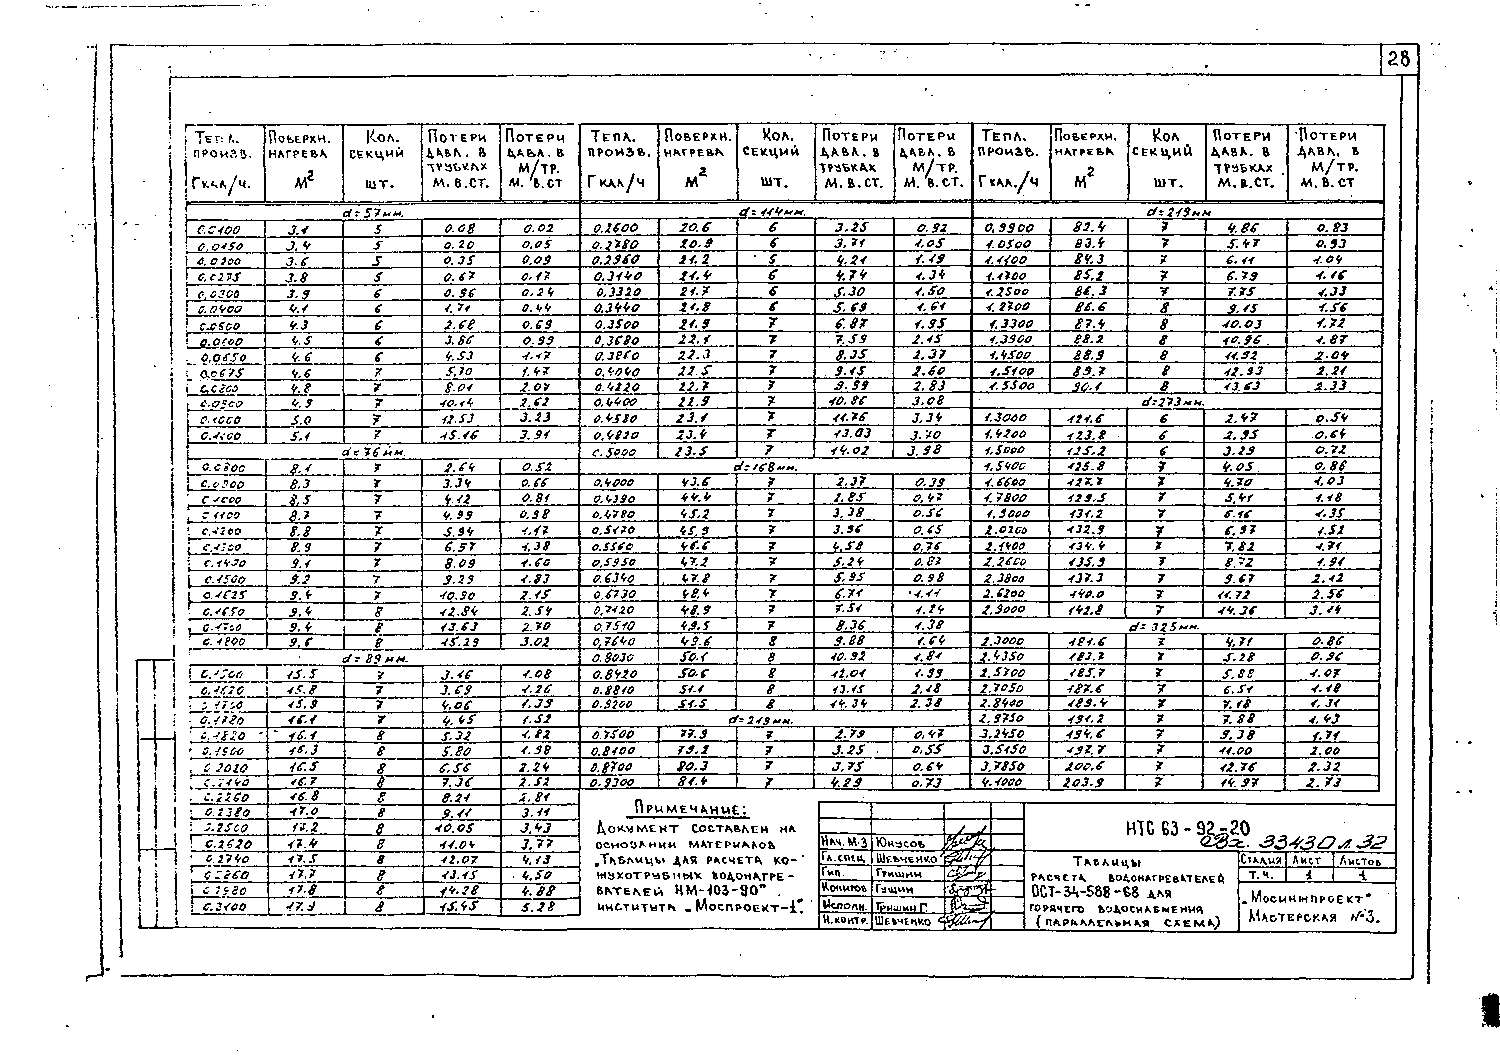 28
ТЕПЛ. ПРОИЗВ. ГКАЛ/Ч. | ПОВЕРХН. НАГРЕВА М² | КОЛ. СЕКЦИЙ ШТ. | ПОТЕРИ ДАВЛ. В ТРУБКАХ М.В.СТ. | ПОТЕРИ ДАВЛ. В М/ТР. М.В.СТ
d=57мм.
0.0100 3.1 5 0.08 0.02
0.0150 3.4 5 0.20 0.05
0.0200 3.6 5 0.35 0.09
0.0275 3.8 5 0.67 0.17
0.0300 3.9 6 0.96 0.24
0.0400 4.1 6 1.71 0.44
0.0500 4.3 6 2.68 0.69
0.0600 4.5 6 3.86 0.99
0.0650 4.6 6 4.53 1.17
0.0675 4.6 7 5.70 1.47
0.0800 4.8 7 8.01 2.07
0.0900 4.9 7 10.14 2.62
0.1000 5.0 7 12.53 3.23
5.1 7 15.16 3.91
d=76мм.
0.0800 8.1 7 2.64 0.52
0.0900 8.3 7 3.34 0.66
0.1000 8.5 7 4.12 0.81
0.1100 8.7 7 4.99 0.98
0.1200 8.8 7 5.94 1.17
0.1300 8.9 7 6.97 1.38
0.1400 9.1 7 8.09 1.60
0.1500 9.2 7 9.29 1.83
0.1625 9.4 7 10.90 2.15
0.1650 9.4 8 12.84 2.54
0.1700 9.4 8 13.63 2.70
0.1800 9.6 8 15.29 3.02
d=89мм.
0.1500 15.5 7 3.16 1.08
0.1620 15.8 7 3.69 1.26
0.1700 15.9 7 4.06 1.39
0.1780 16.1 7 4.45 1.52
0.1820 16.1 8 5.32 1.82
0.1900 16.3 8 5.80 1.98
0.2020 16.5 8 6.56 2.24
0.2140 16.7 8 7.36 2.52
0.2260 16.8 8 8.21 2.81
0.2380 17.0 8 9.11 3.11
0.2500 17.2 8 10.05 3.43
0.2620 17.4 8 11.04 3.77
0.2740 17.5 8 12.07 4.13
0.2860 17.7 8 13.15 4.50
0.2980 17.8 8 14.28 4.88
0.3100 17.9 8 15.45 5.28
ТЕПЛ. ПРОИЗВ. ГКАЛ/Ч | ПОВЕРХН. НАГРЕВА М² | КОЛ. СЕКЦИЙ ШТ. | ПОТЕРИ ДАВЛ. В ТРУБКАХ М.В.СТ. | ПОТЕРИ ДАВЛ. В М/ТР. М.В.СТ.
d=114мм.
0.2600 20.6 6 3.25 0.92
0.2780 20.9 6 3.71 1.05
0.2960 21.2 5 4.21 1.19
0.3140 21.4 6 4.74 1.34
0.3320 21.7 6 5.30 1.50
0.3440 21.8 6 5.69 1.61
0.3500 21.9 7 6.87 1.95
0.3680 22.1 7 7.59 2.15
0.3860 22.3 7 8.35 2.37
0.4040 22.5 7 9.15 2.60
0.4220 22.7 7 9.99 2.83
0.4400 22.9 7 10.86 3.08
0.4580 23.1 7 11.76 3.34
0.4820 23.4 7 13.03 3.70
0.5000 23.5 7 14.02 3.98
d=168мм.
0.4000 43.6 7 2.37 0.39
0.4390 44.4 7 2.85 0.47
0.4780 45.2 7 3.38 0.56
0.5170 45.9 7 3.96 0.65
0.5560 46.6 7 4.58 0.76
0.5950 47.2 7 5.24 0.87
0.6340 47.8 7 5.95 0.98
0.6730 48.4 7 6.71 1.11
0.7120 48.9 7 7.51 1.24
0.7510 49.5 7 8.36 1.38
0.7640 49.6 8 9.88 1.64
0.8030 50.1 8 10.92 1.81
0.8420 50.6 8 12.01 1.99
0.8810 51.1 8 13.15 2.18
0.9200 51.5 8 14.34 2.38
d=219мм.
0.7500 77.9 7 2.79 0.47
0.8100 79.2 7 3.25 0.55
0.8700 80.3 7 3.75 0.64
0.9300 81.4 7 4.29 0.73
ТЕПЛ. ПРОИЗВ. ГКАЛ./Ч | ПОВЕРХН. НАГРЕВА М² | КОЛ СЕКЦИЙ ШТ. | ПОТЕРИ ДАВЛ. В ТРУБКАХ М.В.СТ. | ПОТЕРИ ДАВЛ. В М/ТР. М.В.СТ
d=219мм
0.9900 82.4 7 4.86 0.83
1.0500 83.4 7 5.47 0.93
1.1100 84.3 7 6.11 1.04
1.1700 85.2 7 6.79 1.16
1.2500 86.3 7 7.75 1.33
1.2700 86.6 8 9.15 1.56
1.3300 87.4 8 10.03 1.72
1.3900 88.2 8 10.96 1.87
1.4500 88.9 8 11.92 2.04
1.5100 89.7 8 12.93 2.21
1.5500 90.1 8 13.63 2.33
d=273мм.
1.3000 121.6 6 2.47 0.54
1.4200 123.8 6 2.95 0.64
1.5000 125.2 6 3.29 0.72
1.5400 125.8 7 4.05 0.86
1.6600 127.7 7 4.70 1.03
1.7800 129.5 7 5.41 1.18
1.9000 131.2 7 6.16 1.35
2.0200 132.9 7 6.97 1.52
2.1400 134.4 7 7.82 1.71
2.2600 135.9 7 8.72 1.91
2.3800 137.3 7 9.67 2.12
2.6200 140.0 7 11.72 2.56
2.9000 142.8 7 14.36 3.14
d=325мм.
2.3000 181.6 7 4.71 0.86
2.4350 183.7 7 5.28 0.96
2.5700 185.7 7 5.88 1.07
2.7050 187.6 7 6.51 1.18
2.8400 189.4 7 7.18 1.31
2.9750 191.2 7 7.88 1.43
3.2450 194.6 7 9.38 1.71
3.5150 197.7 7 11.00 2.00
3.7850 200.6 7 12.76 2.32
4.1000 203.9 7 14.97 2.73
ПРИМЕЧАНИЕ:
ДОКУМЕНТ СОСТАВЛЕН НА
ОСНОВАНИИ МАТЕРИАЛОВ
„ТАБЛИЦЫ ДЛЯ РАСЧЕТА КО-
ЖУХОТРУБНЫХ ВОДОНАГРЕ-
ВАТЕЛЕЙ НМ-103-90".
ИНСТИТУТА „МОСПРОЕКТ-1".
НАЧ. М-3 ЮНУСОВ
ГЛ. СПЕЦ. ШЕВЧЕНКО
ГИП. ГРИШИН
КОПИРОВ ГУЩИН
ИСПОЛН. ГРИШИН Г.
Н.КОНТР. ШЕВЧЕНКО
НТС 63-92-20
33430 л. 32
ТАБЛИЦЫ
РАСЧЕТА ВОДОНАГРЕВАТЕЛЕЙ
ОСТ-34-588-68 ДЛЯ
ГОРЯЧЕГО ВОДОСНАБЖЕНИЯ
(ПАРАЛЛЕЛЬНАЯ СХЕМА)
СТАДИЯ ЛИСТ ЛИСТОВ
Т.Ч. 1 1
„МОСИНЖПРОЕКТ"
МАСТЕРСКАЯ №3.